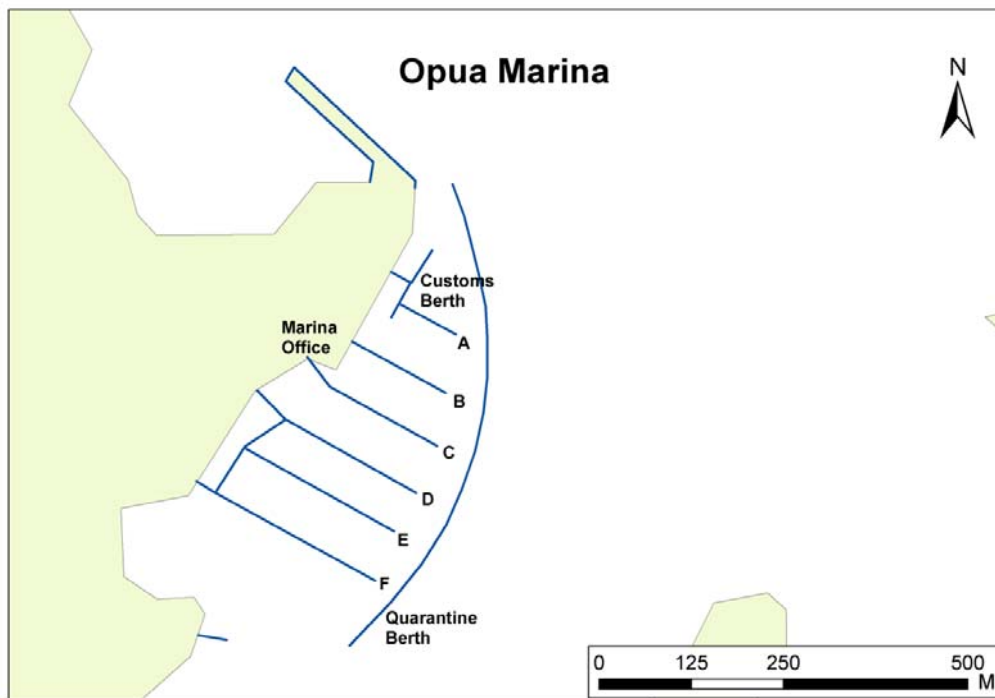 Opua Marina
N
Customs
Berth
Marina
Office
A
B
C
D
E
F
Quarantine
Berth
0 125 250 500
M